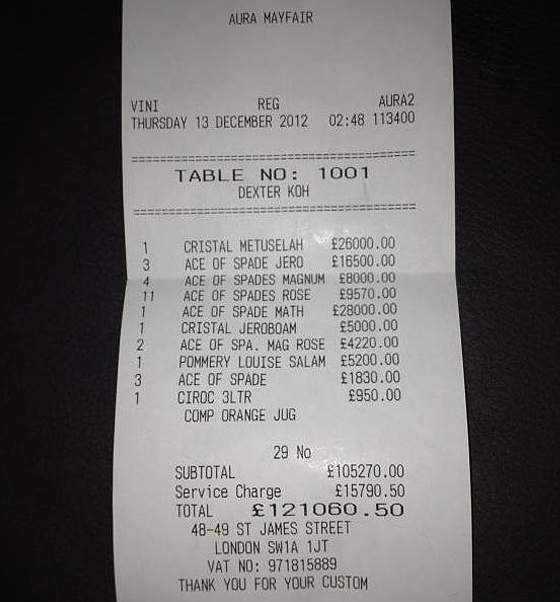 AURA MAYFAIR
VINI REG AURA2
THURSDAY 13 DECEMBER 2012 02:48 113400
==========================================
TABLE NO: 1001
DEXTER KOH
==========================================
1 CRISTAL METUSELAH £26000.00
3 ACE OF SPADE JERO £16500.00
4 ACE OF SPADES MAGNUM £8000.00
11 ACE OF SPADES ROSE £9570.00
1 ACE OF SPADE MATH £28000.00
1 CRISTAL JEROBOAM £5000.00
2 ACE OF SPA. MAG ROSE £4220.00
1 POMMERY LOUISE SALAM £5200.00
3 ACE OF SPADE £1830.00
1 CIROC 3LTR £950.00
COMP ORANGE JUG
29 No
SUBTOTAL £105270.00
Service Charge £15790.50
TOTAL £121060.50
48-49 ST JAMES STREET
LONDON SW1A 1JT
VAT NO: 971815889
THANK YOU FOR YOUR CUSTOM